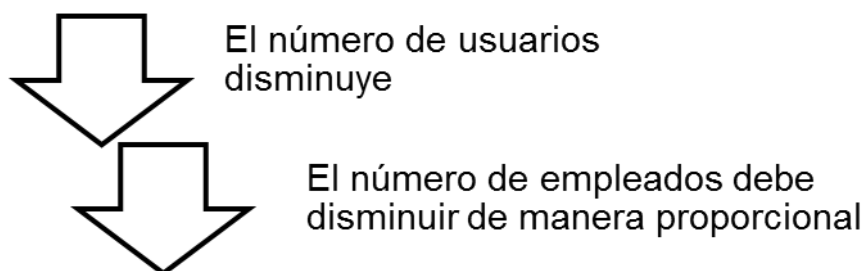 El número de usuarios
disminuye
El número de empleados debe
disminuir de manera proporcional